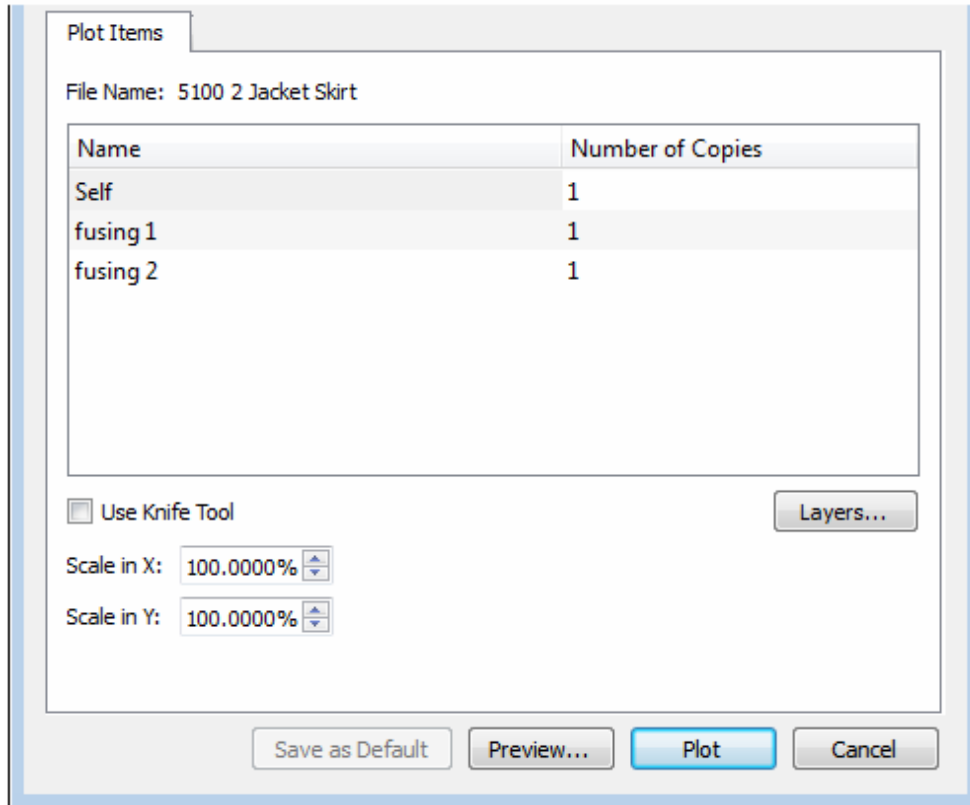 Plot Items
File Name: 5100 2 Jacket Skirt
Name Number of Copies
Self 1
fusing 1 1
fusing 2 1
Use Knife Tool Layers...
Scale in X: 100.0000%
Scale in Y: 100.0000%
Save as Default Preview... Plot Cancel